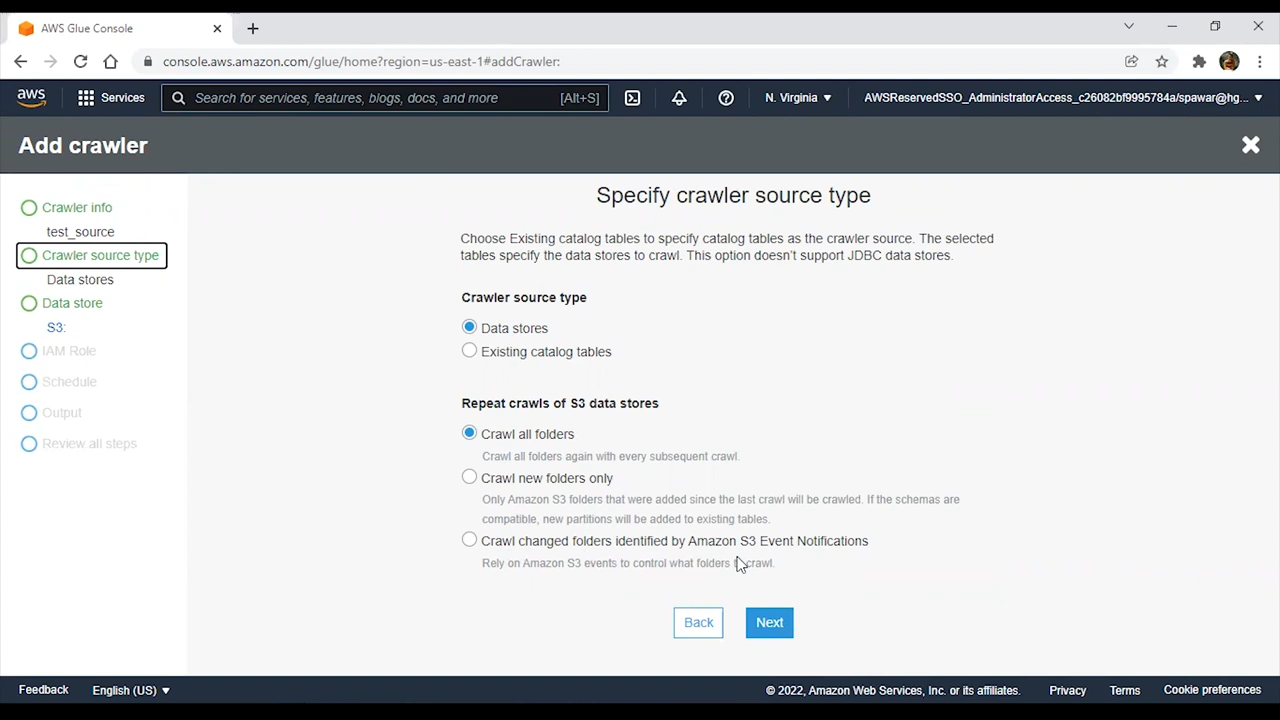 AWS Glue Console
console.aws.amazon.com/glue/home?region=us-east-1#addCrawler:
aws
Services
Search for services, features, blogs, docs, and more
[Alt+S]
N. Virginia
AWSReservedSSO_AdministratorAccess_c26082bf9995784a/spawar@hg...
Add crawler
Crawler info
test_source
Crawler source type
Data stores
Data store
S3:
IAM Role
Schedule
Output
Review all steps
Specify crawler source type
Choose Existing catalog tables to specify catalog tables as the crawler source. The selected
tables specify the data stores to crawl. This option doesn't support JDBC data stores.
Crawler source type
Data stores
Existing catalog tables
Repeat crawls of S3 data stores
Crawl all folders
Crawl all folders again with every subsequent crawl.
Crawl new folders only
Only Amazon S3 folders that were added since the last crawl will be crawled. If the schemas are
compatible, new partitions will be added to existing tables.
Crawl changed folders identified by Amazon S3 Event Notifications
Rely on Amazon S3 events to control what folders to crawl.
Back
Next
Feedback
English (US)
© 2022, Amazon Web Services, Inc. or its affiliates.
Privacy
Terms
Cookie preferences